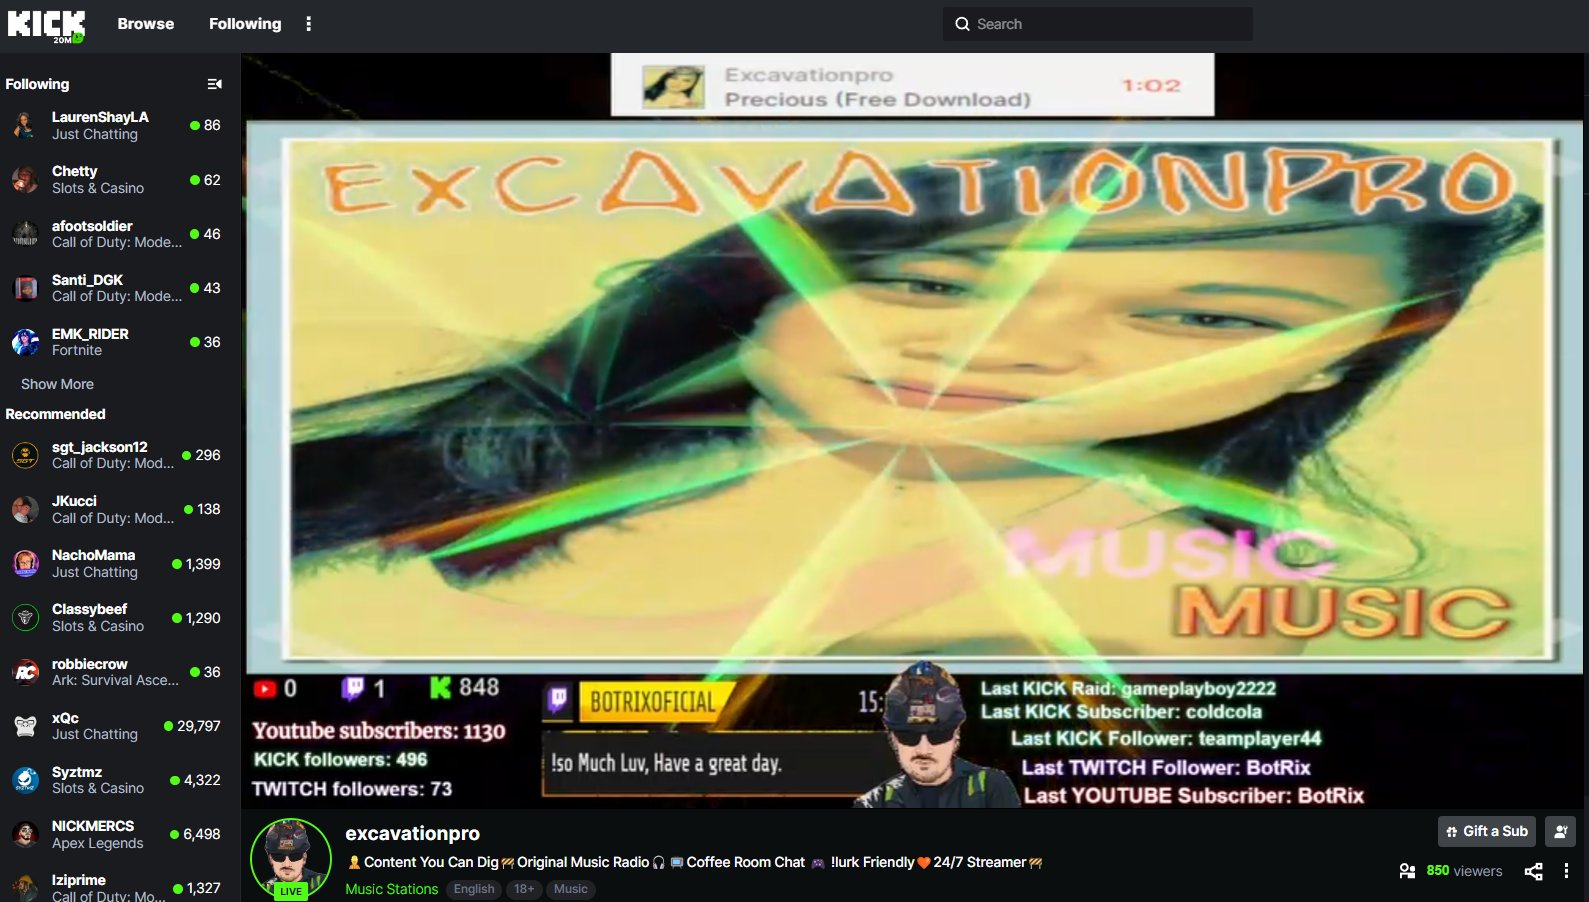 KICK
20M
Browse
Following
Search
Following
LaurenShayLA
Just Chatting
86
Chetty
Slots & Casino
62
afootsoldier
Call of Duty: Mode...
46
Santi_DGK
Call of Duty: Mode...
43
EMK_RIDER
Fortnite
36
Show More
Recommended
sgt_jackson12
Call of Duty: Mod...
296
JKucci
Call of Duty: Mod...
138
NachoMama
Just Chatting
1,399
Classybeef
Slots & Casino
1,290
robbiecrow
Ark: Survival Asce...
36
xQc
Just Chatting
29,797
Syztmz
Slots & Casino
4,322
NICKMERCS
Apex Legends
6,498
Iziprime
Call of Duty: Mo...
1,327
Excavationpro
Precious (Free Download)
1:02
EXCAVATIONPRO
MUSIC
MUSIC
0
1
848
Youtube subscribers: 1130
KICK followers: 496
TWITCH followers: 73
BOTRIXOFICIAL
15:
!so Much Luv, Have a great day.
Last KICK Raid: gameplayboy2222
Last KICK Subscriber: coldcola
Last KICK Follower: teamplayer44
Last TWITCH Follower: BotRix
Last YOUTUBE Subscriber: BotRix
LIVE
excavationpro
Content You Can Dig Original Music Radio Coffee Room Chat !lurk Friendly 24/7 Streamer
Music Stations English 18+ Music
Gift a Sub
850 viewers